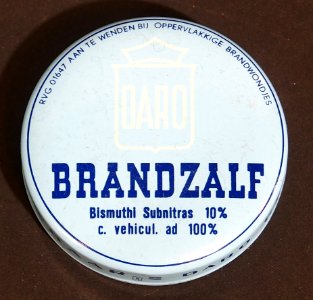 RVG 01647 AAN TE WENDEN BIJ OPPERVLAKKIGE BRANDWONDJES
DARO
BRANDZALF
Bismuthi Subnitras 10%
c. vehicul. ad 100%